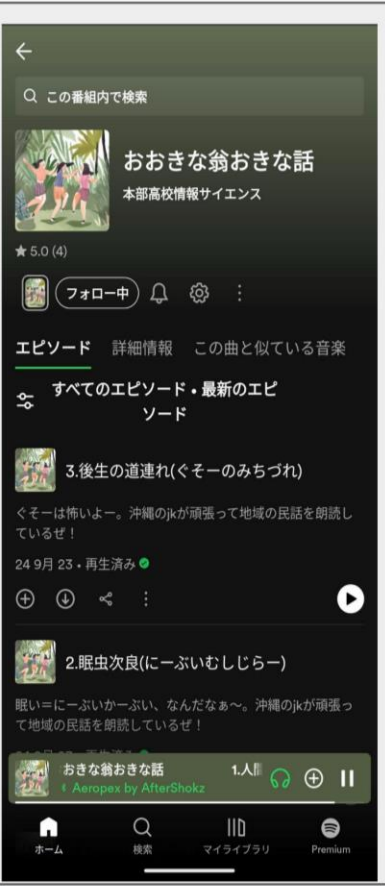 この番組内で検索
おおきな翁おきな話
本部高校情報サイエンス
★ 5.0 (4)
フォロー中
エピソード 詳細情報 この曲と似ている音楽
すべてのエピソード • 最新のエピ
ソード
3.後生の道連れ(ぐそーのみちづれ)
ぐそーは怖いよー。沖縄のjkが頑張って地域の民話を朗読し
ているぜ！
24 9月 23 • 再生済み
2.眠虫次良(にーぶいむしじらー)
眠い＝にーぶいかーぶい、なんだなぁ〜。沖縄のjkが頑張っ
て地域の民話を朗読しているぜ！
24 9月 23 • 再生済み
おきな翁おきな話 1.人
Aeropex by AfterShokz
ホーム 検索 マイライブラリ Premium